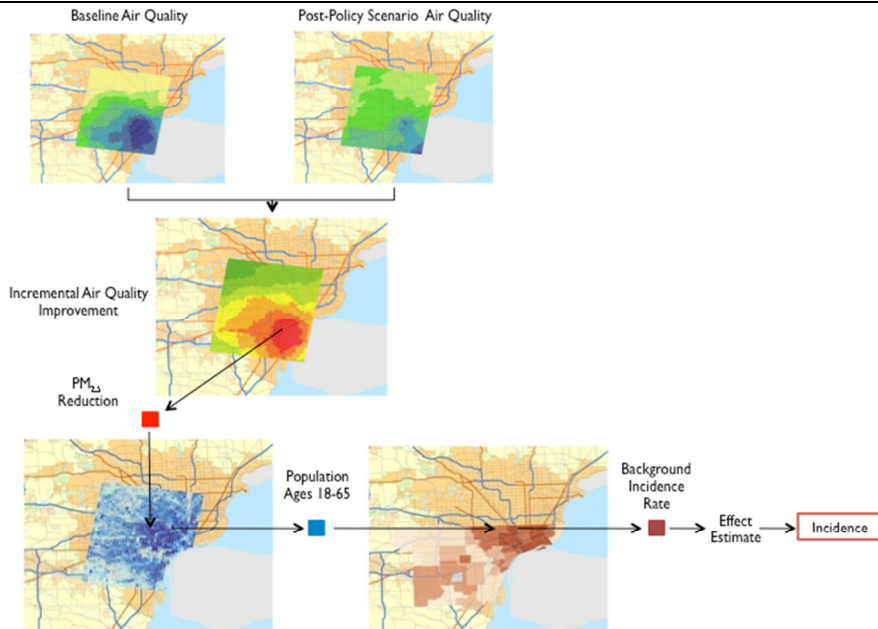 Baseline Air Quality
Post-Policy Scenario Air Quality
Incremental Air Quality
Improvement
PM2.5
Reduction
Population
Ages 18-65
Background
Incidence
Rate
Effect
Estimate
Incidence